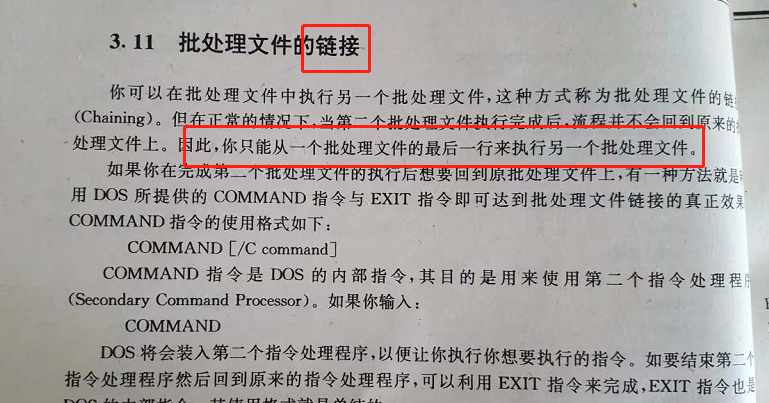 3.11 批处理文件的链接
你可以在批处理文件中执行另一个批处理文件,这种方式称为批处理文件的链
(Chaining)。但在正常的情况下,当第二个批处理文件执行完成后,流程并不会回到原来的
处理文件上。因此,你只能从一个批处理文件的最后一行来执行另一个批处理文件。
如果你在完成第二个批处理文件的执行后想要回到原批处理文件上,有一种方法就是
用 DOS 所提供的 COMMAND 指令与 EXIT 指令即可达到批处理文件链接的真正效果
COMMAND 指令的使用格式如下:
COMMAND [/C command]
COMMAND 指令是 DOS 的内部指令,其目的是用来使用第二个指令处理程序
(Secondary Command Processor)。如果你输入:
COMMAND
DOS 将会装入第二个指令处理程序,以便让你执行你想要执行的指令。如要结束第二个
指令处理程序然后回到原来的指令处理程序,可以利用 EXIT 指令来完成,EXIT 指令也是